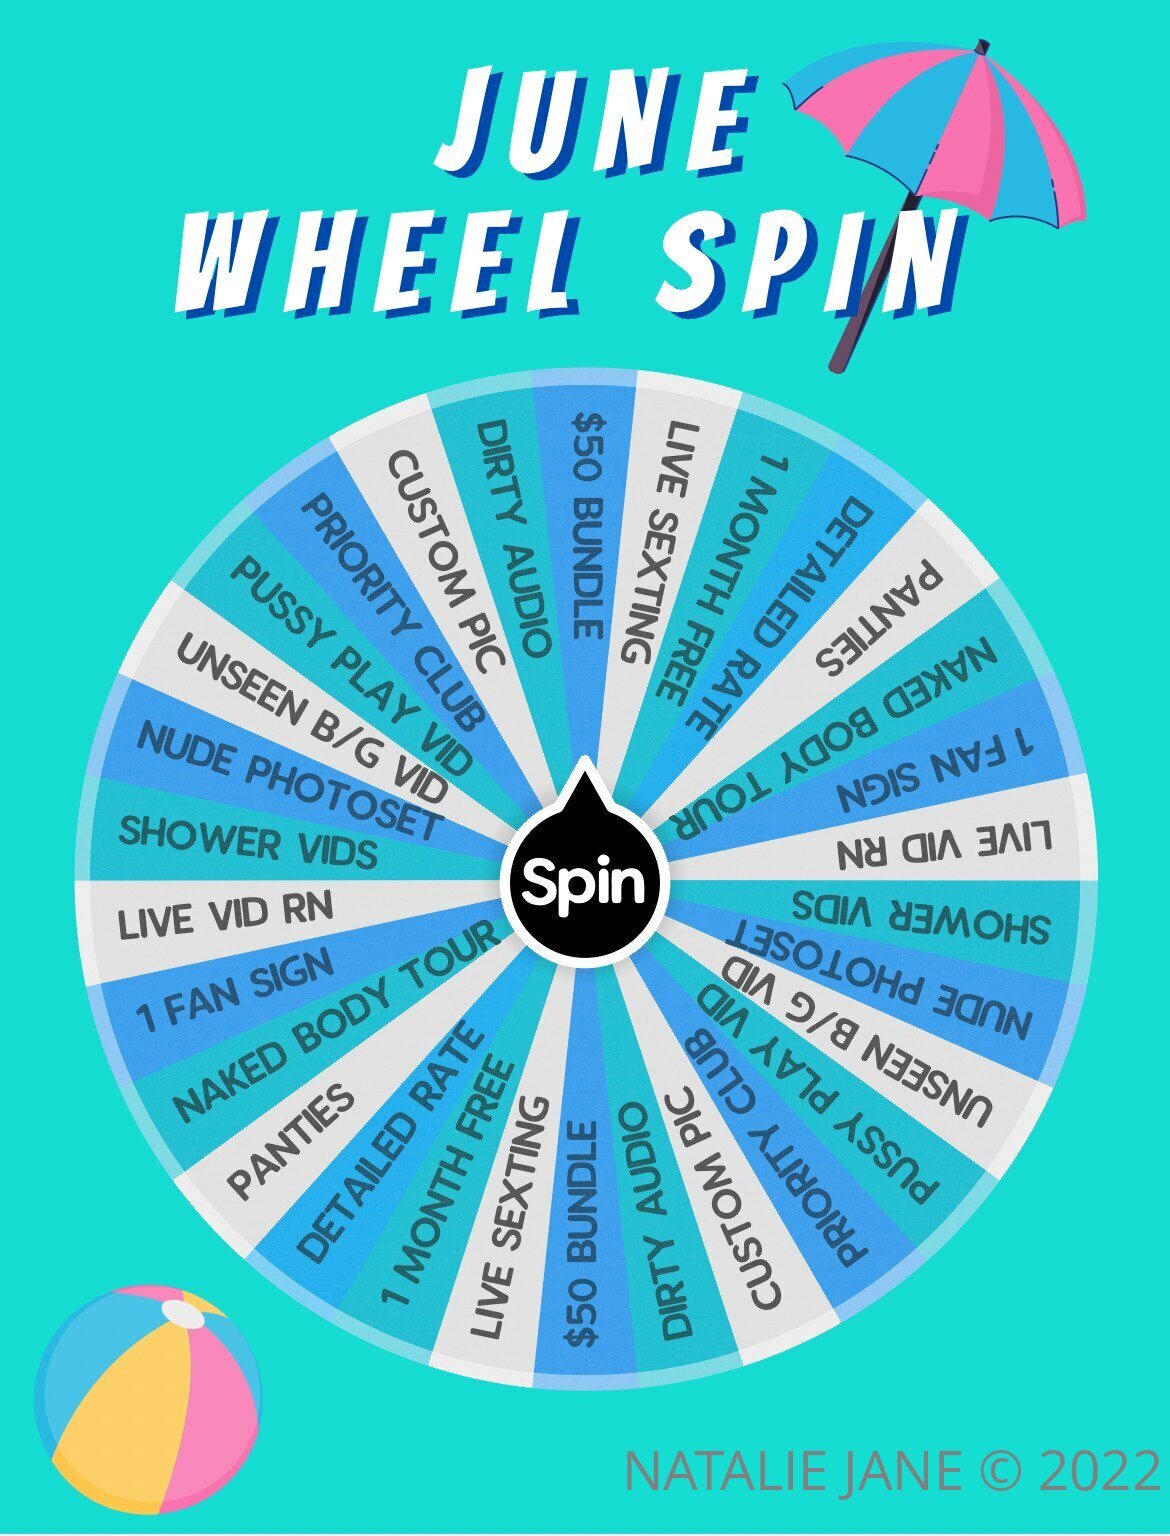 JUNE
WHEEL SPIN
$50 BUNDLE
LIVE SEXTING
1 MONTH FREE
DETAILED RATE
PANTIES
NAKED BODY TOUR
1 FAN SIGN
LIVE VID RN
SHOWER VIDS
NUDE PHOTOSET
UNSEEN B/G VID
PUSSY PLAY VID
PRIORITY CLUB
CUSTOM PIC
DIRTY AUDIO
$50 BUNDLE
LIVE SEXTING
1 MONTH FREE
DETAILED RATE
PANTIES
NAKED BODY TOUR
1 FAN SIGN
LIVE VID RN
SHOWER VIDS
NUDE PHOTOSET
UNSEEN B/G VID
PUSSY PLAY VID
PRIORITY CLUB
CUSTOM PIC
DIRTY AUDIO
Spin
NATALIE JANE © 2022